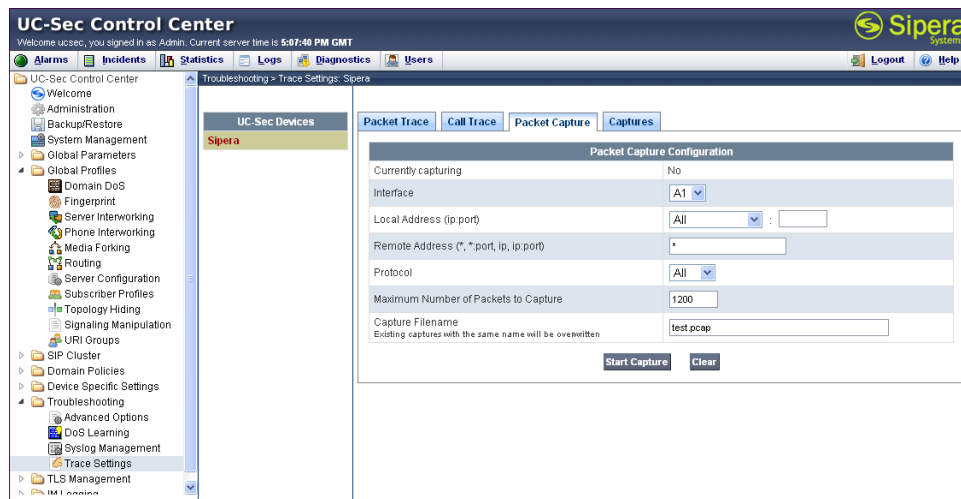 UC-Sec Control Center
Welcome ucsec, you signed in as Admin. Current server time is 5:07:40 PM GMT
Sipera
Systems
Alarms Incidents Statistics Logs Diagnostics Users Logout Help
UC-Sec Control Center
Welcome
Administration
Backup/Restore
System Management
Global Parameters
Global Profiles
Domain DoS
Fingerprint
Server Interworking
Phone Interworking
Media Forking
Routing
Server Configuration
Subscriber Profiles
Topology Hiding
Signaling Manipulation
URI Groups
SIP Cluster
Domain Policies
Device Specific Settings
Troubleshooting
Advanced Options
DoS Learning
Syslog Management
Trace Settings
TLS Management
IM Logging
Troubleshooting > Trace Settings: Sipera
UC-Sec Devices
Sipera
Packet Trace Call Trace Packet Capture Captures
Packet Capture Configuration
Currently capturing No
Interface A1
Local Address (ip:port) All :
Remote Address (*, *:port, ip, ip:port) *
Protocol All
Maximum Number of Packets to Capture 1200
Capture Filename
Existing captures with the same name will be overwritten
test.pcap
Start Capture Clear